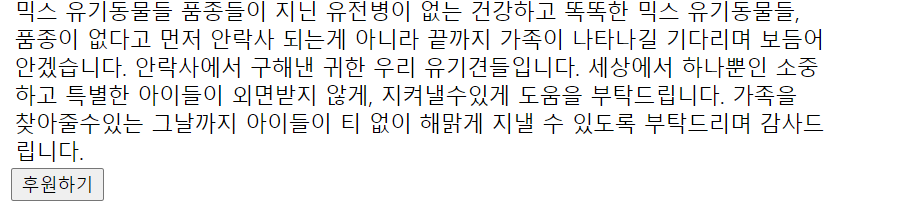 믹스 유기동물들 품종들이 지닌 유전병이 없는 건강하고 똑똑한 믹스 유기동물들,
품종이 없다고 먼저 안락사 되는게 아니라 끝까지 가족이 나타나길 기다리며 보듬어
안겠습니다. 안락사에서 구해낸 귀한 우리 유기견들입니다. 세상에서 하나뿐인 소중
하고 특별한 아이들이 외면받지 않게, 지켜낼수있게 도움을 부탁드립니다. 가족을
찾아줄수있는 그날까지 아이들이 티 없이 해맑게 지낼 수 있도록 부탁드리며 감사드
립니다.
후원하기